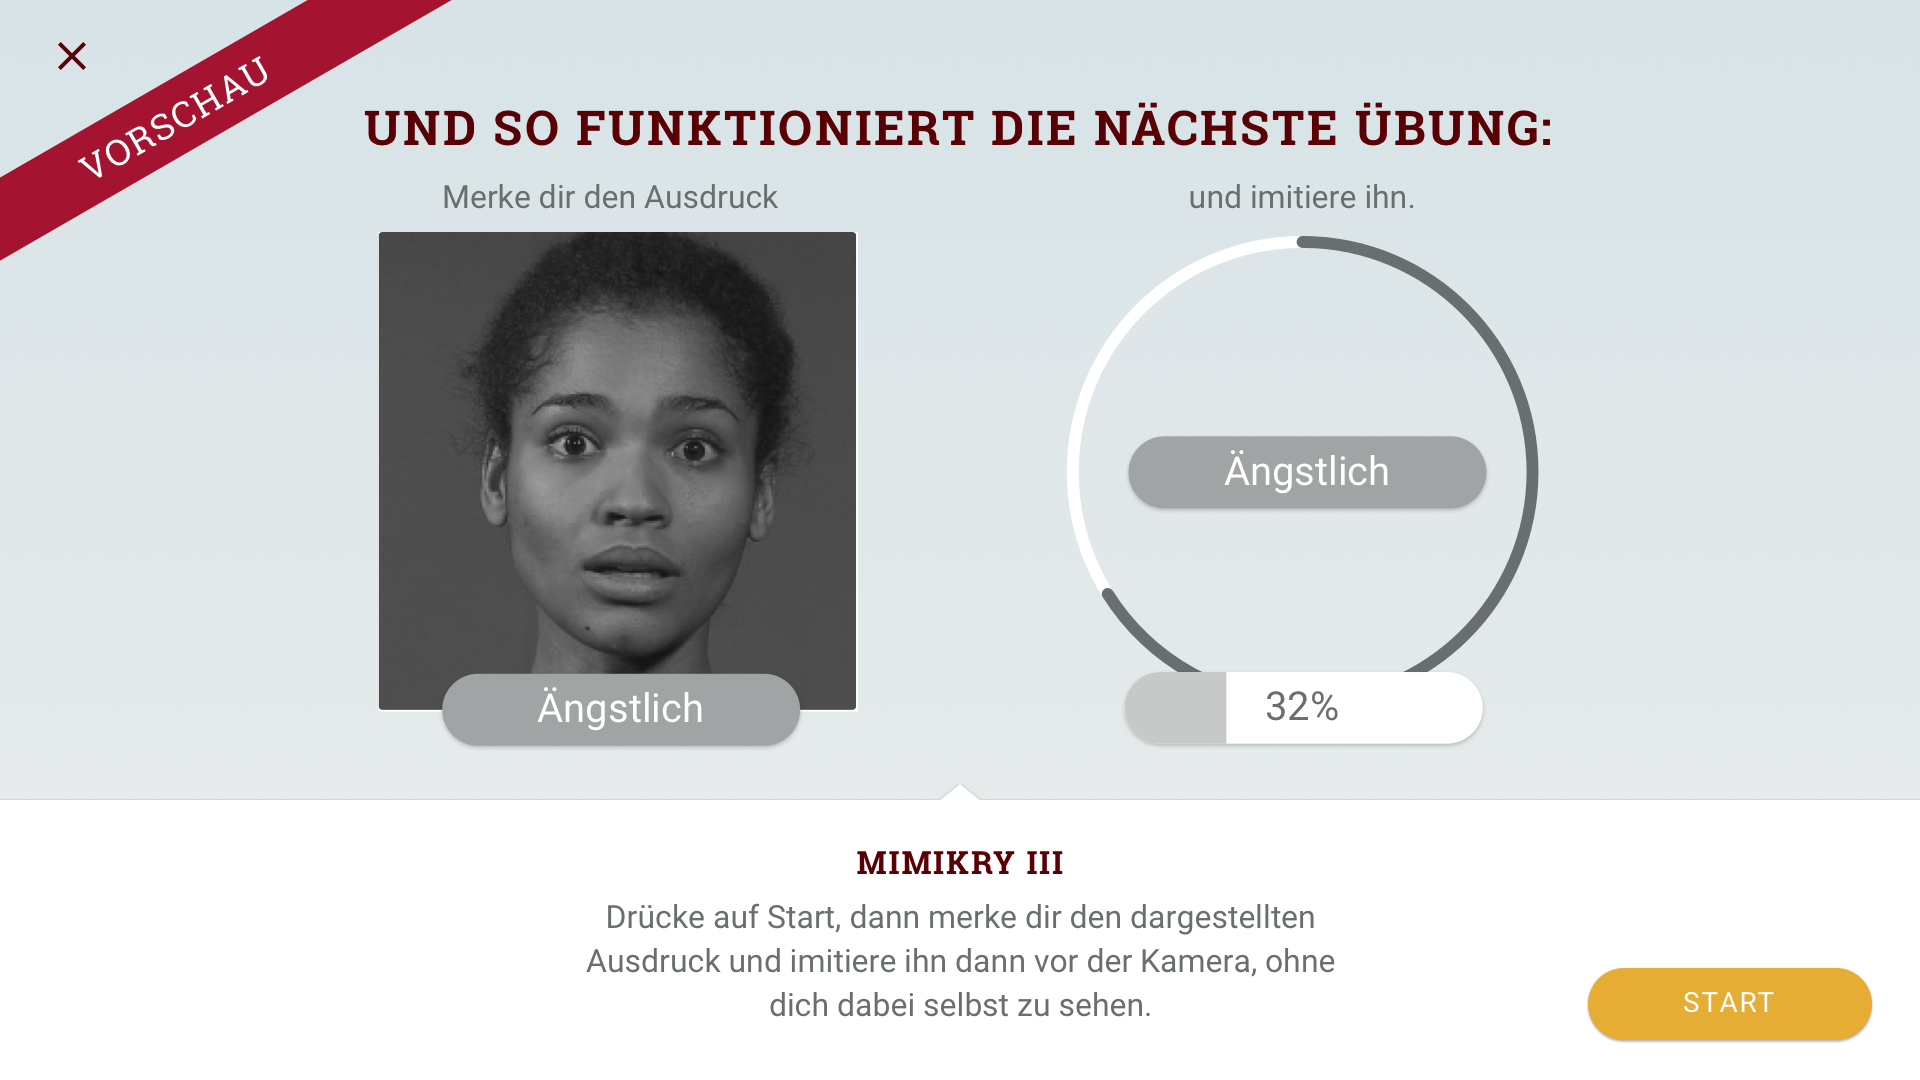 VORSCHAU
UND SO FUNKTIONIERT DIE NÄCHSTE ÜBUNG:
Merke dir den Ausdruck
und imitiere ihn.
Ängstlich
Ängstlich
32%
MIMIKRY III
Drücke auf Start, dann merke dir den dargestellten
Ausdruck und imitiere ihn dann vor der Kamera, ohne
dich dabei selbst zu sehen.
START